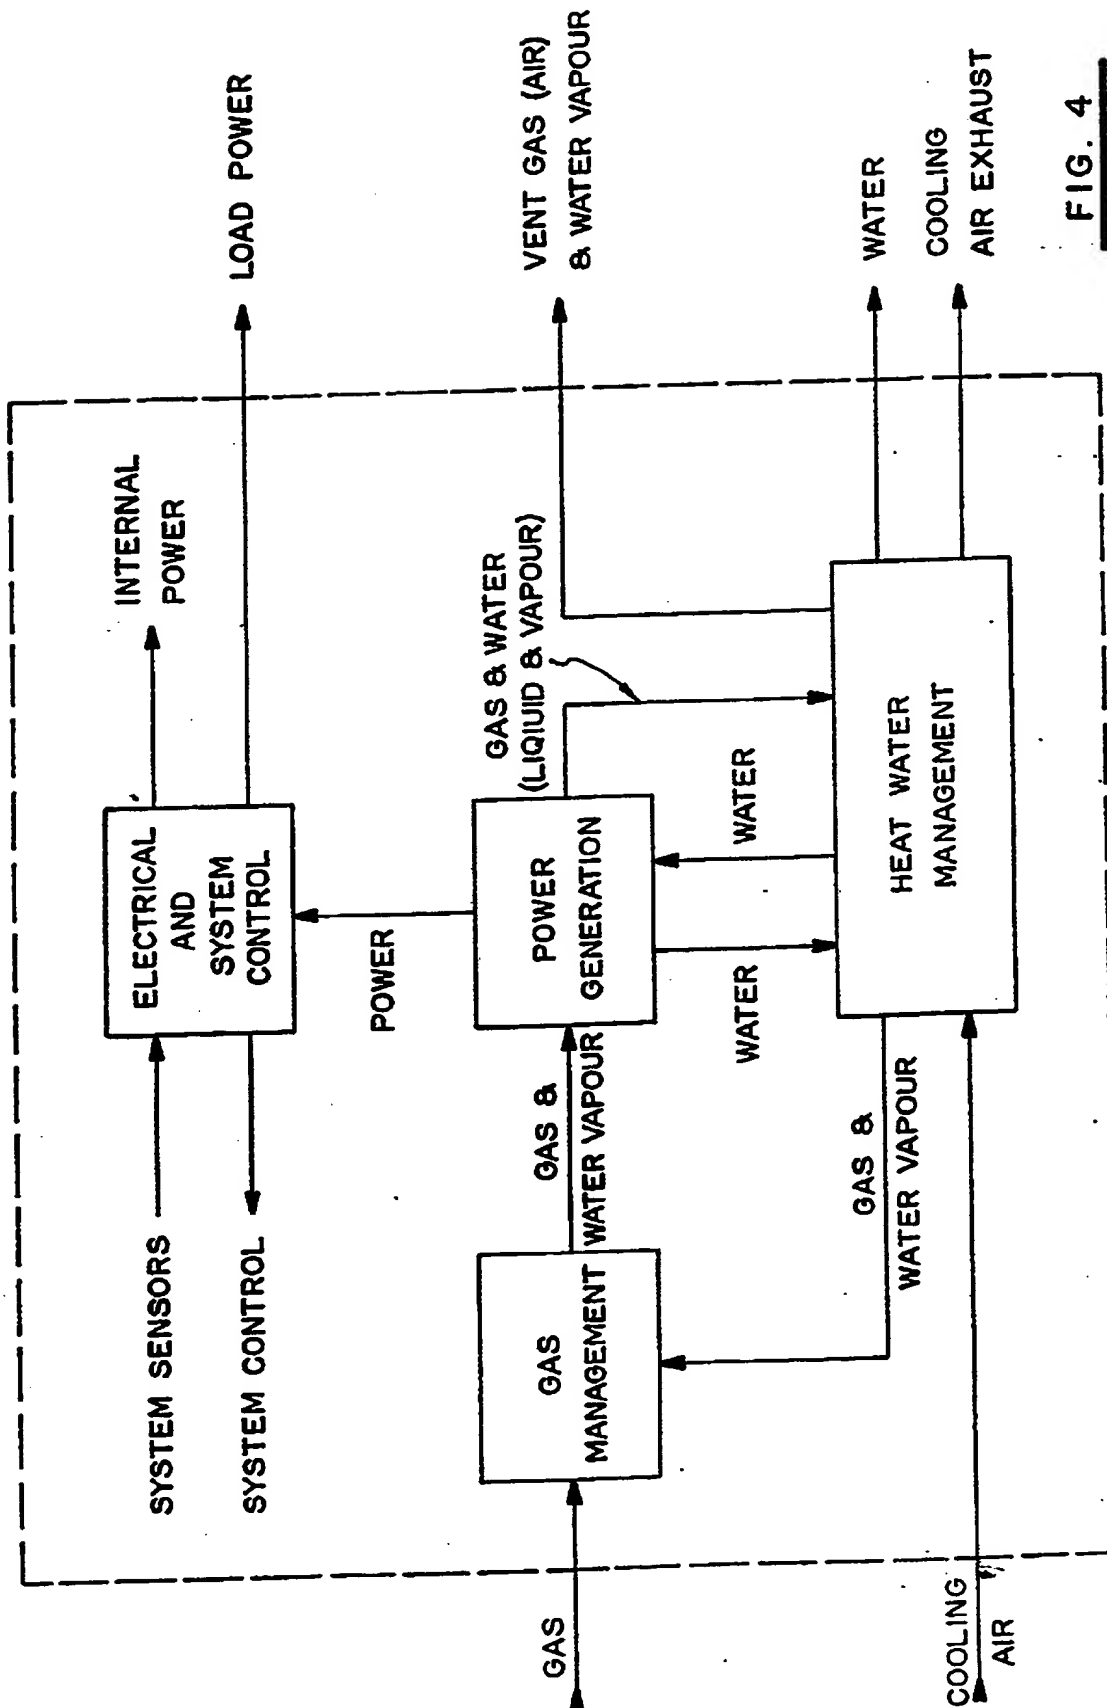 SYSTEM SENSORS
SYSTEM CONTROL
ELECTRICAL
AND
SYSTEM
CONTROL
INTERNAL
POWER
LOAD POWER
POWER
GAS
GAS
MANAGEMENT
GAS &
WATER VAPOUR
POWER
GENERATION
GAS & WATER
(LIQIUID & VAPOUR)
VENT GAS (AIR)
& WATER VAPOUR
WATER
WATER
GAS &
WATER VAPOUR
HEAT WATER
MANAGEMENT
WATER
COOLING
AIR EXHAUST
COOLING
AIR
FIG. 4